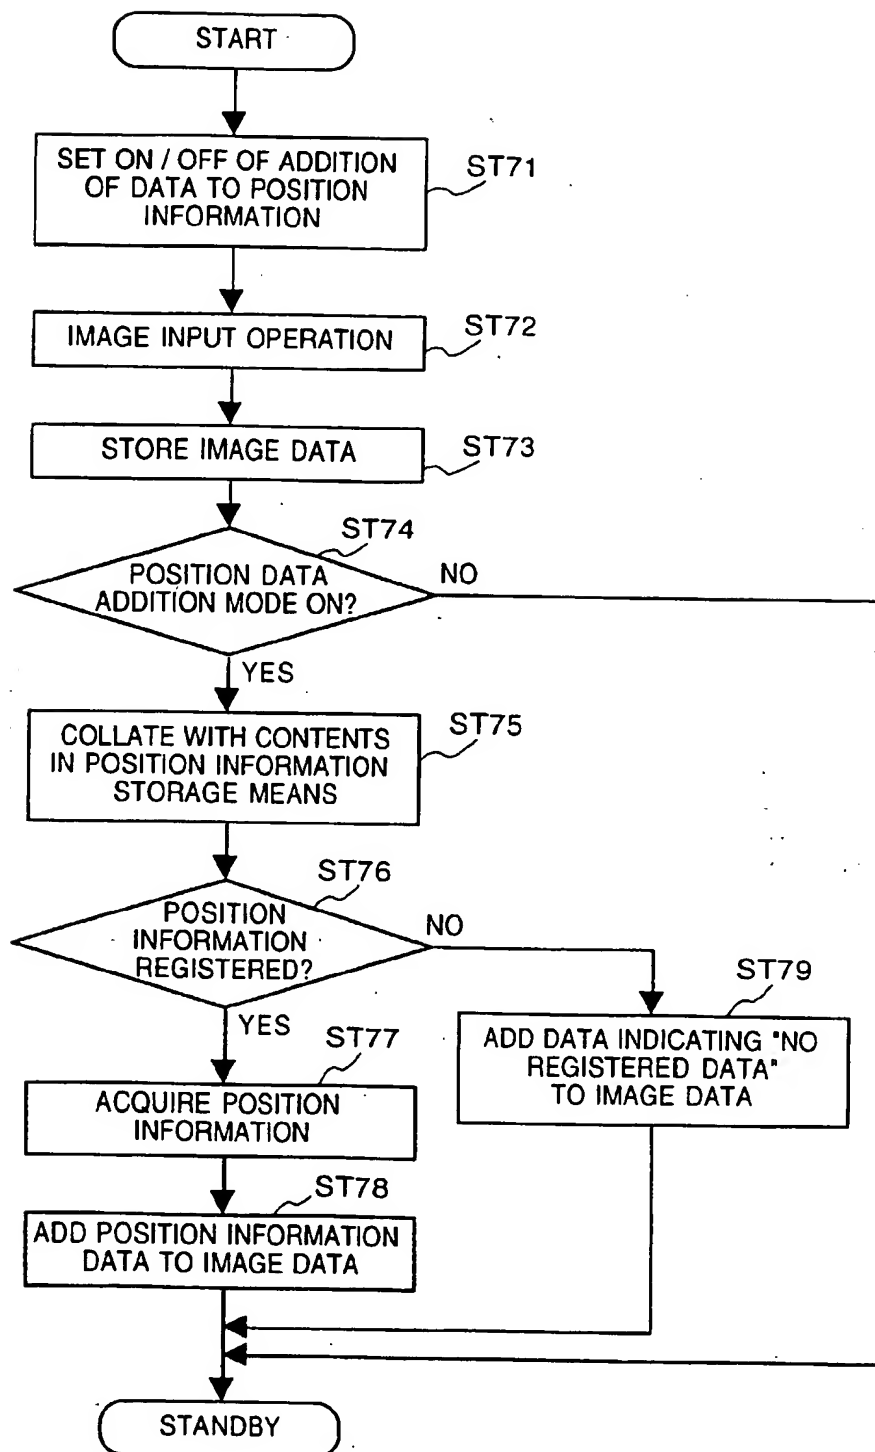 START
SET ON / OFF OF ADDITION
OF DATA TO POSITION
INFORMATION
ST71
IMAGE INPUT OPERATION
ST72
STORE IMAGE DATA
ST73
ST74
POSITION DATA
ADDITION MODE ON?
NO
YES
COLLATE WITH CONTENTS
IN POSITION INFORMATION
STORAGE MEANS
ST75
ST76
POSITION
INFORMATION
REGISTERED?
NO
YES
ST77
ACQUIRE POSITION
INFORMATION
ST79
ADD DATA INDICATING "NO
REGISTERED DATA"
TO IMAGE DATA
ST78
ADD POSITION INFORMATION
DATA TO IMAGE DATA
STANDBY